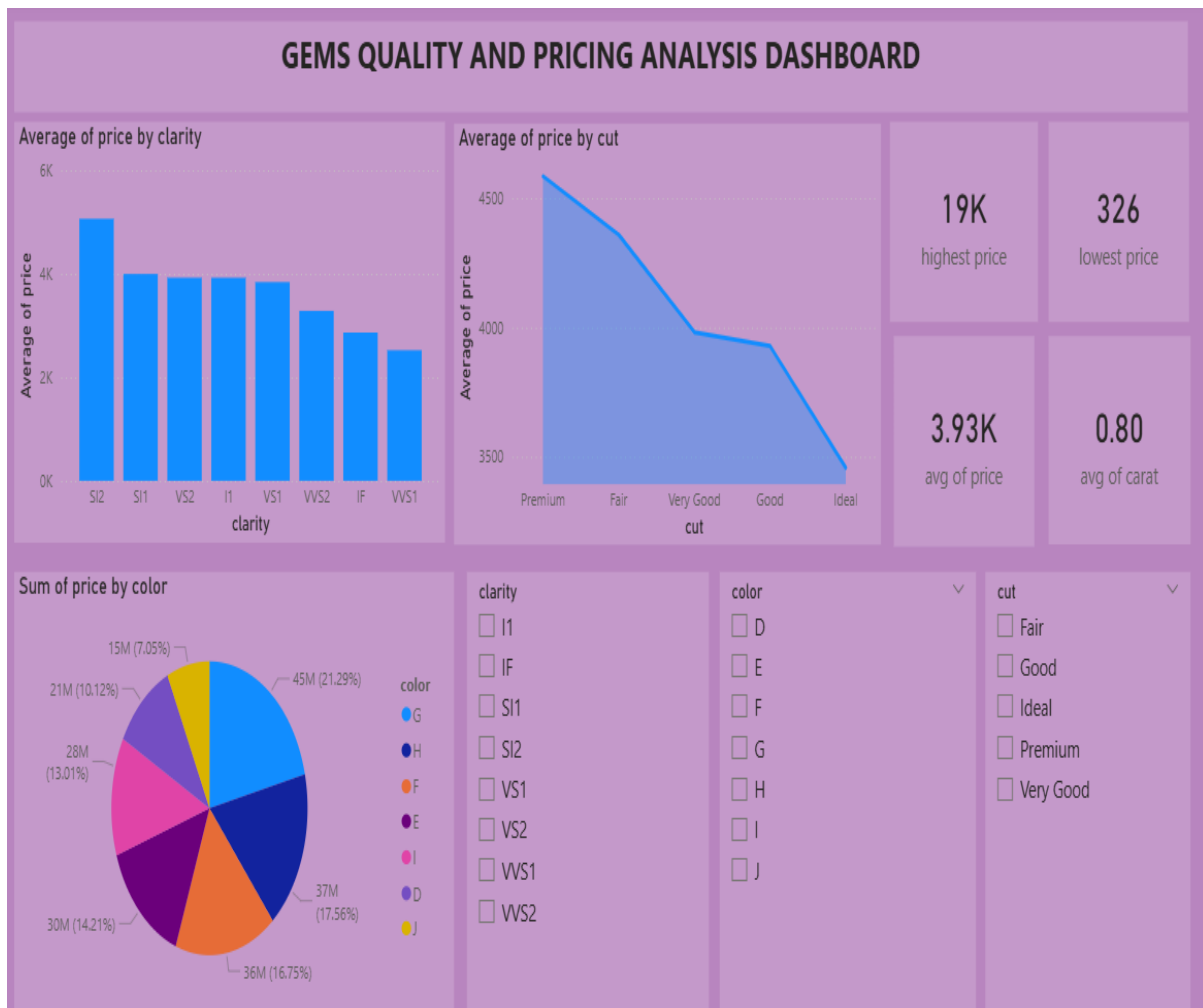 GEMS QUALITY AND PRICING ANALYSIS DASHBOARD
Average of price by clarity
Average of price
6K
4K
2K
0K
SI2 SI1 VS2 I1 VS1 VVS2 IF VVS1
clarity
Average of price by cut
Average of price
4500
4000
3500
Premium Fair Very Good Good Ideal
cut
19K
highest price
326
lowest price
3.93K
avg of price
0.80
avg of carat
Sum of price by color
15M (7.05%)
45M (21.29%)
21M (10.12%)
28M
(13.01%)
37M
(17.56%)
30M (14.21%)
36M (16.75%)
color
G
H
F
E
I
D
J
clarity
I1
IF
SI1
SI2
VS1
VS2
VVS1
VVS2
color
D
E
F
G
H
I
J
cut
Fair
Good
Ideal
Premium
Very Good